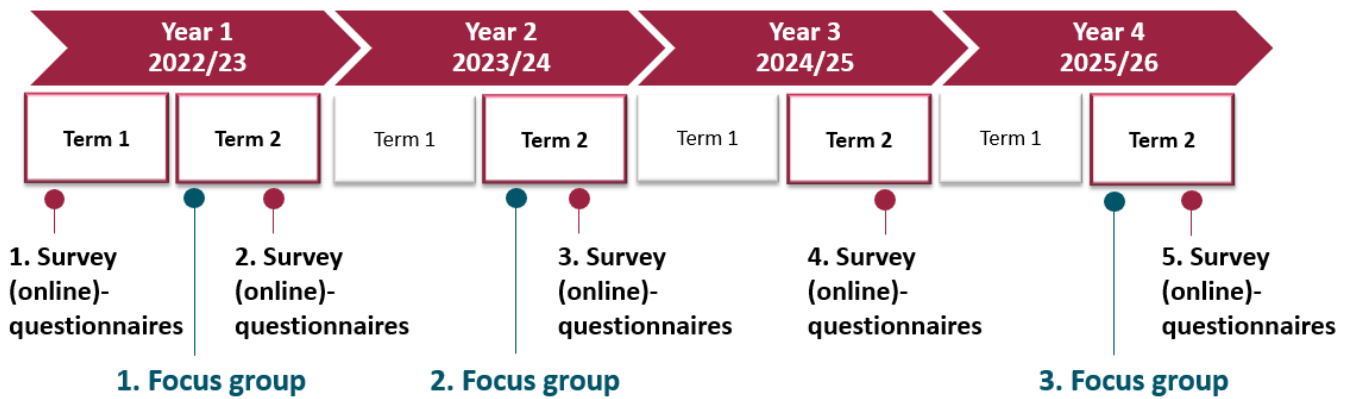 Year 1
2022/23
Year 2
2023/24
Year 3
2024/25
Year 4
2025/26
Term 1
Term 2
Term 1
Term 2
Term 1
Term 2
Term 1
Term 2
1. Survey
(online)-
questionnaires
2. Survey
(online)-
questionnaires
3. Survey
(online)-
questionnaires
4. Survey
(online)-
questionnaires
5. Survey
(online)-
questionnaires
1. Focus group
2. Focus group
3. Focus group